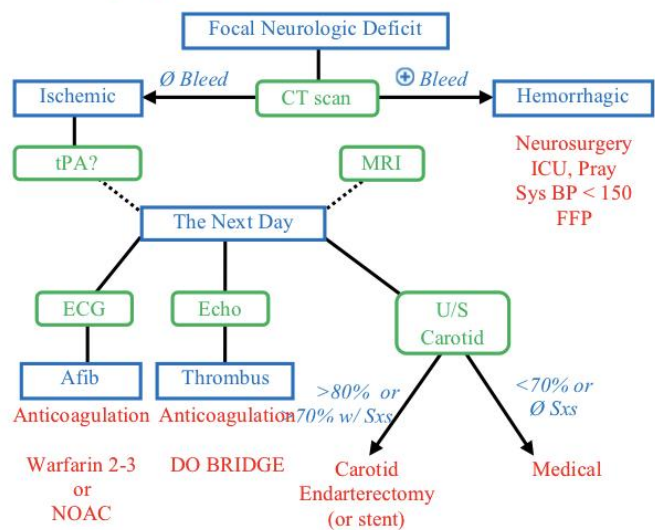 Focal Neurologic Deficit
Ø Bleed
⊕ Bleed
Ischemic
CT scan
Hemorrhagic
tPA?
MRI
Neurosurgery
ICU, Pray
Sys BP < 150
FFP
The Next Day
ECG
Echo
U/S
Carotid
Afib
Thrombus
>80% or
>70% w/ Sxs
<70% or
Ø Sxs
Anticoagulation
Anticoagulation
Warfarin 2-3
or
NOAC
DO BRIDGE
Carotid
Endarterectomy
(or stent)
Medical